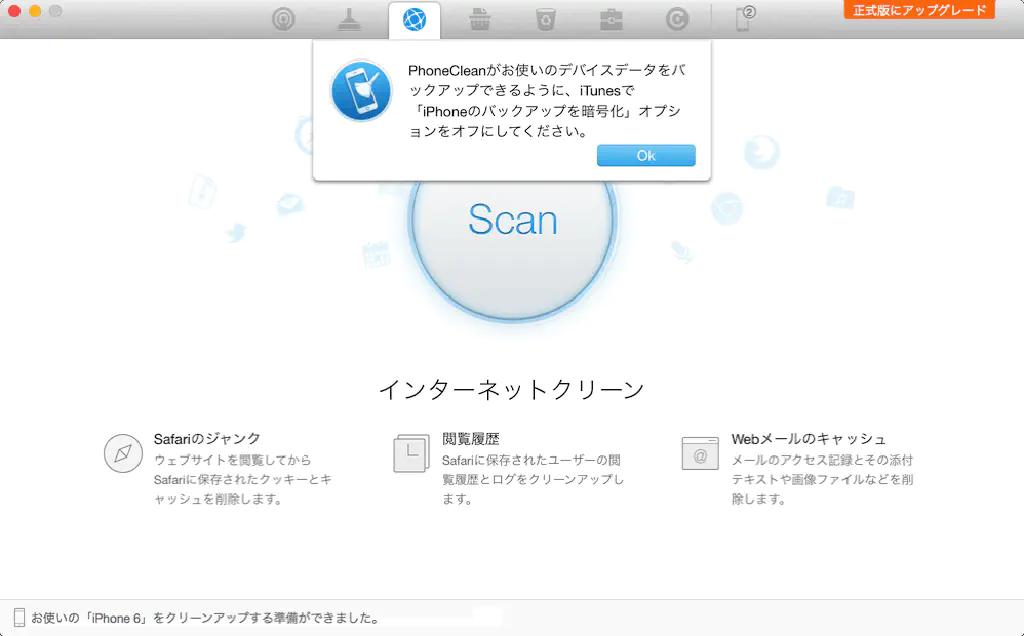 2
正式版にアップグレード
PhoneCleanがお使いのデバイスデータをバ
ックアップできるように、iTunesで
「iPhoneのバックアップを暗号化」オプシ
ョンをオフにしてください。
Ok
Scan
インターネットクリーン
Safariのジャンク
ウェブサイトを閲覧してから
Safariに保存されたクッキーとキ
ャッシュを削除します。
閲覧履歴
Safariに保存されたユーザーの閲
覧履歴とログをクリーンアップし
ます。
Webメールのキャッシュ
メールのアクセス記録とその添付
テキストや画像ファイルなどを削
除します。
お使いの「iPhone 6」をクリーンアップする準備ができました。